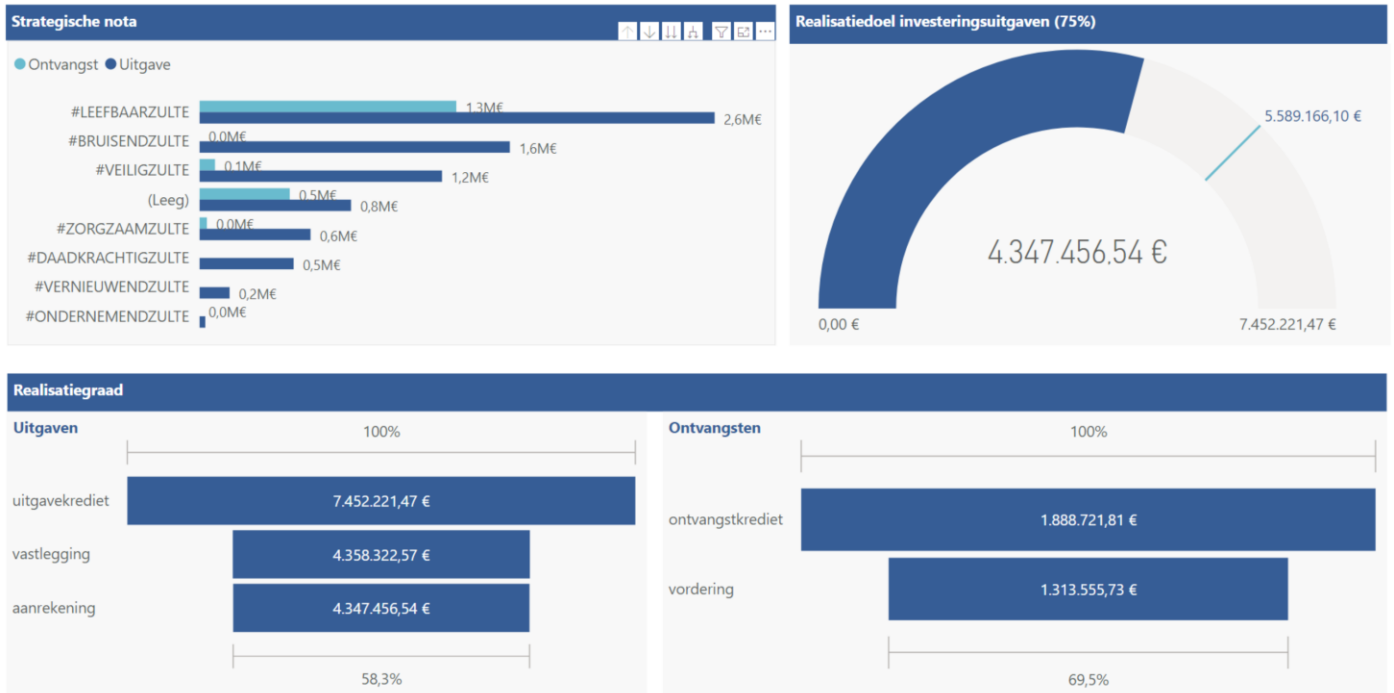 Strategische nota
Ontvangst Uitgave
#LEEFBAARZULTE 1,3M€ 2,6M€
#BRUISENDZULTE 0,0M€ 1,6M€
#VEILIGZULTE 0,1M€ 1,2M€
(Leeg) 0,5M€ 0,8M€
#ZORGZAAMZULTE 0,0M€ 0,6M€
#DAADKRACHTIGZULTE 0,5M€
#VERNIEUWENDZULTE 0,2M€
#ONDERNEMENDZULTE 0,0M€
Realisatiedoel investeringsuitgaven (75%)
5.589.166,10 €
4.347.456,54 €
0,00 € 7.452.221,47 €
Realisatiegraad
Uitgaven
100%
uitgavekrediet 7.452.221,47 €
vastlegging 4.358.322,57 €
aanrekening 4.347.456,54 €
58,3%
Ontvangsten
100%
ontvangstkrediet 1.888.721,81 €
vordering 1.313.555,73 €
69,5%